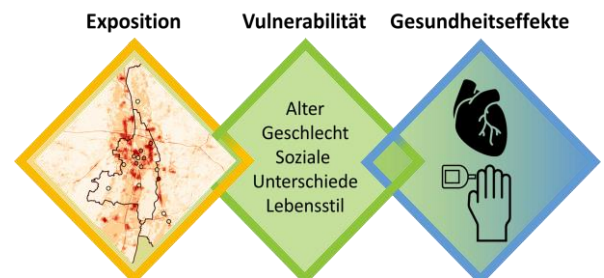 Exposition
Vulnerabilität
Gesundheitseffekte
Alter
Geschlecht
Soziale
Unterschiede
Lebensstil